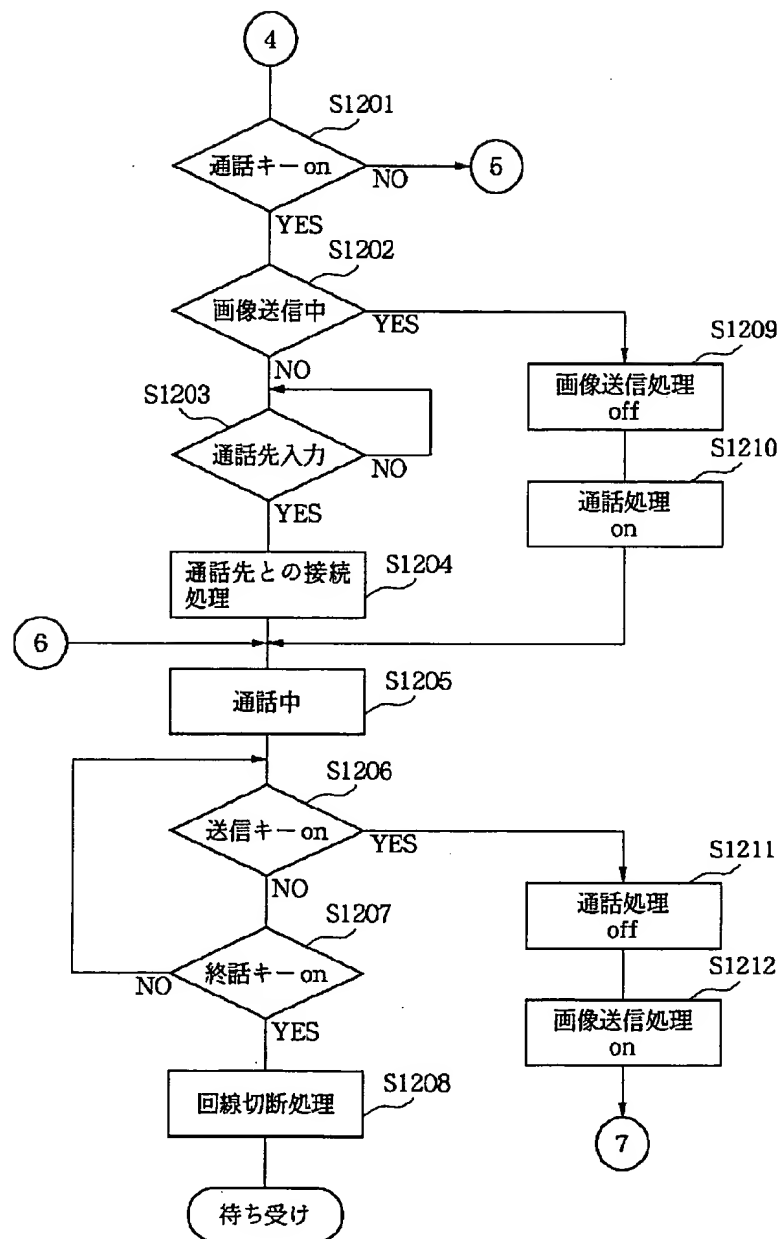 4
S1201
通話キーon
NO
5
YES
S1202
画像送信中
YES
NO
S1209
画像送信処理
off
S1203
通話先入力
NO
YES
S1210
通話処理
on
通話先との接続
処理
S1204
6
通話中
S1205
S1206
送信キーon
YES
NO
S1211
通話処理
off
S1207
終話キーon
NO
YES
S1212
画像送信処理
on
回線切断処理
S1208
7
待ち受け